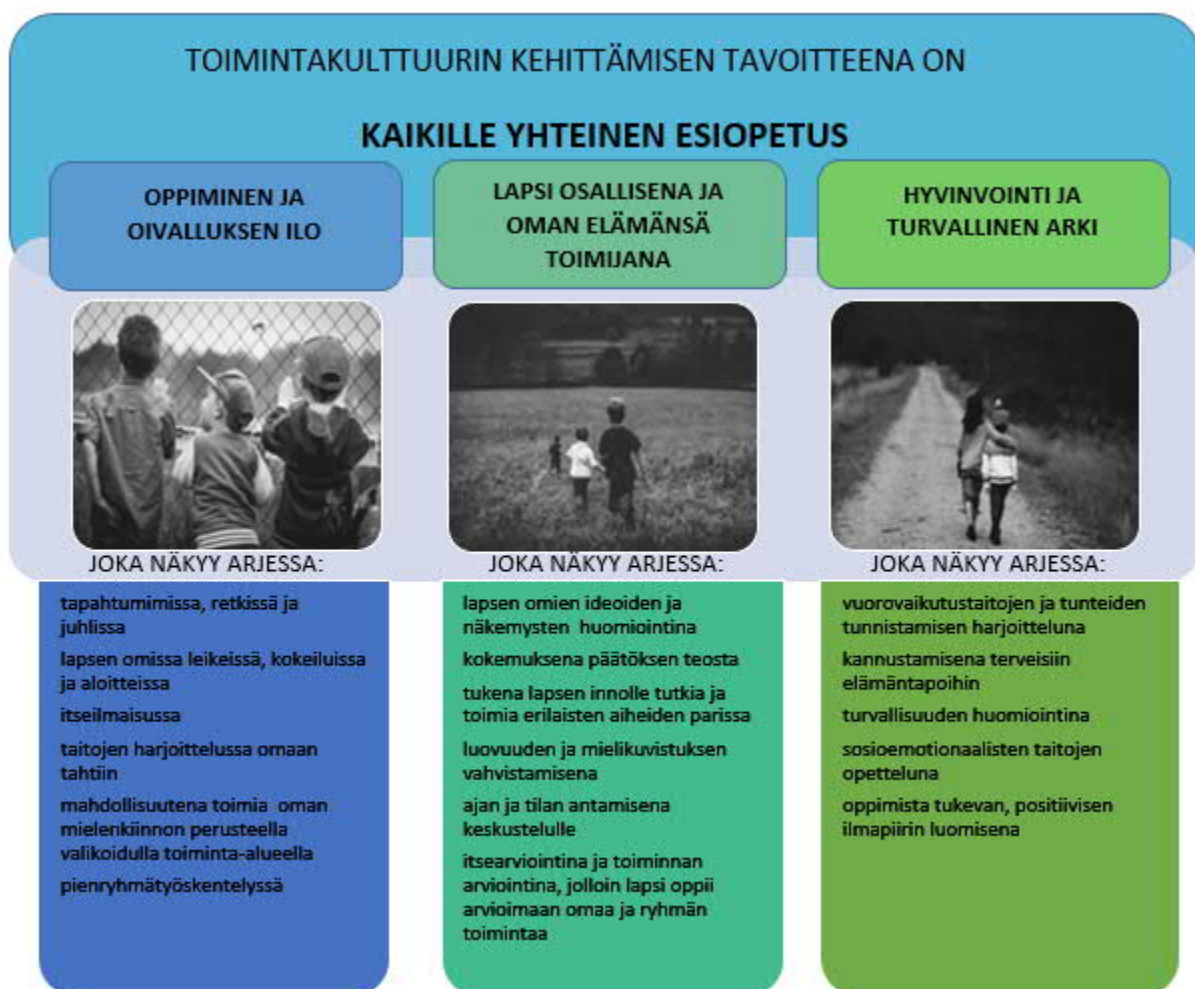 TOIMINTAKULTTUURIN KEHITTÄMISEN TAVOITTEENA ON
KAIKILLE YHTEINEN ESIOPETUS
OPPIMINEN JA
OIVALLUKSEN ILO
JOKA NÄKYY ARJESSA:
tapahtumimissa, retkissä ja
juhlissa
lapsen omissa leikeissä, kokeiluissa
ja aloitteissa
itseilmaisussa
taitojen harjoittelussa omaan
tahtiin
mahdollisuutena toimia oman
mielenkiinnon perusteella
valikoidulla toiminta-alueella
pienryhmätyöskentelyssä
LAPSI OSALLISENA JA
OMAN ELÄMÄNSÄ
TOIMIJANA
JOKA NÄKYY ARJESSA:
lapsen omien ideoiden ja
näkemysten huomiointina
kokemuksena päätöksen teosta
tukena lapsen innolle tutkia ja
toimia erilaisten aiheiden parissa
luovuuden ja mielikuvistuksen
vahvistamisena
ajan ja tilan antamisena
keskustelulle
itsearviointina ja toiminnan
arviointina, jolloin lapsi oppii
arvioimaan omaa ja ryhmän
toimintaa
HYVINVOINTI JA
TURVALLINEN ARKI
JOKA NÄKYY ARJESSA:
vuorovaikutustaitojen ja tunteiden
tunnistamisen harjoitteluna
kannustamisena terveisiin
elämäntapoihin
turvallisuuden huomiointina
sosioemotionaalisten taitojen
opetteluna
oppimista tukevan, positiivisen
ilmapiirin luomisena